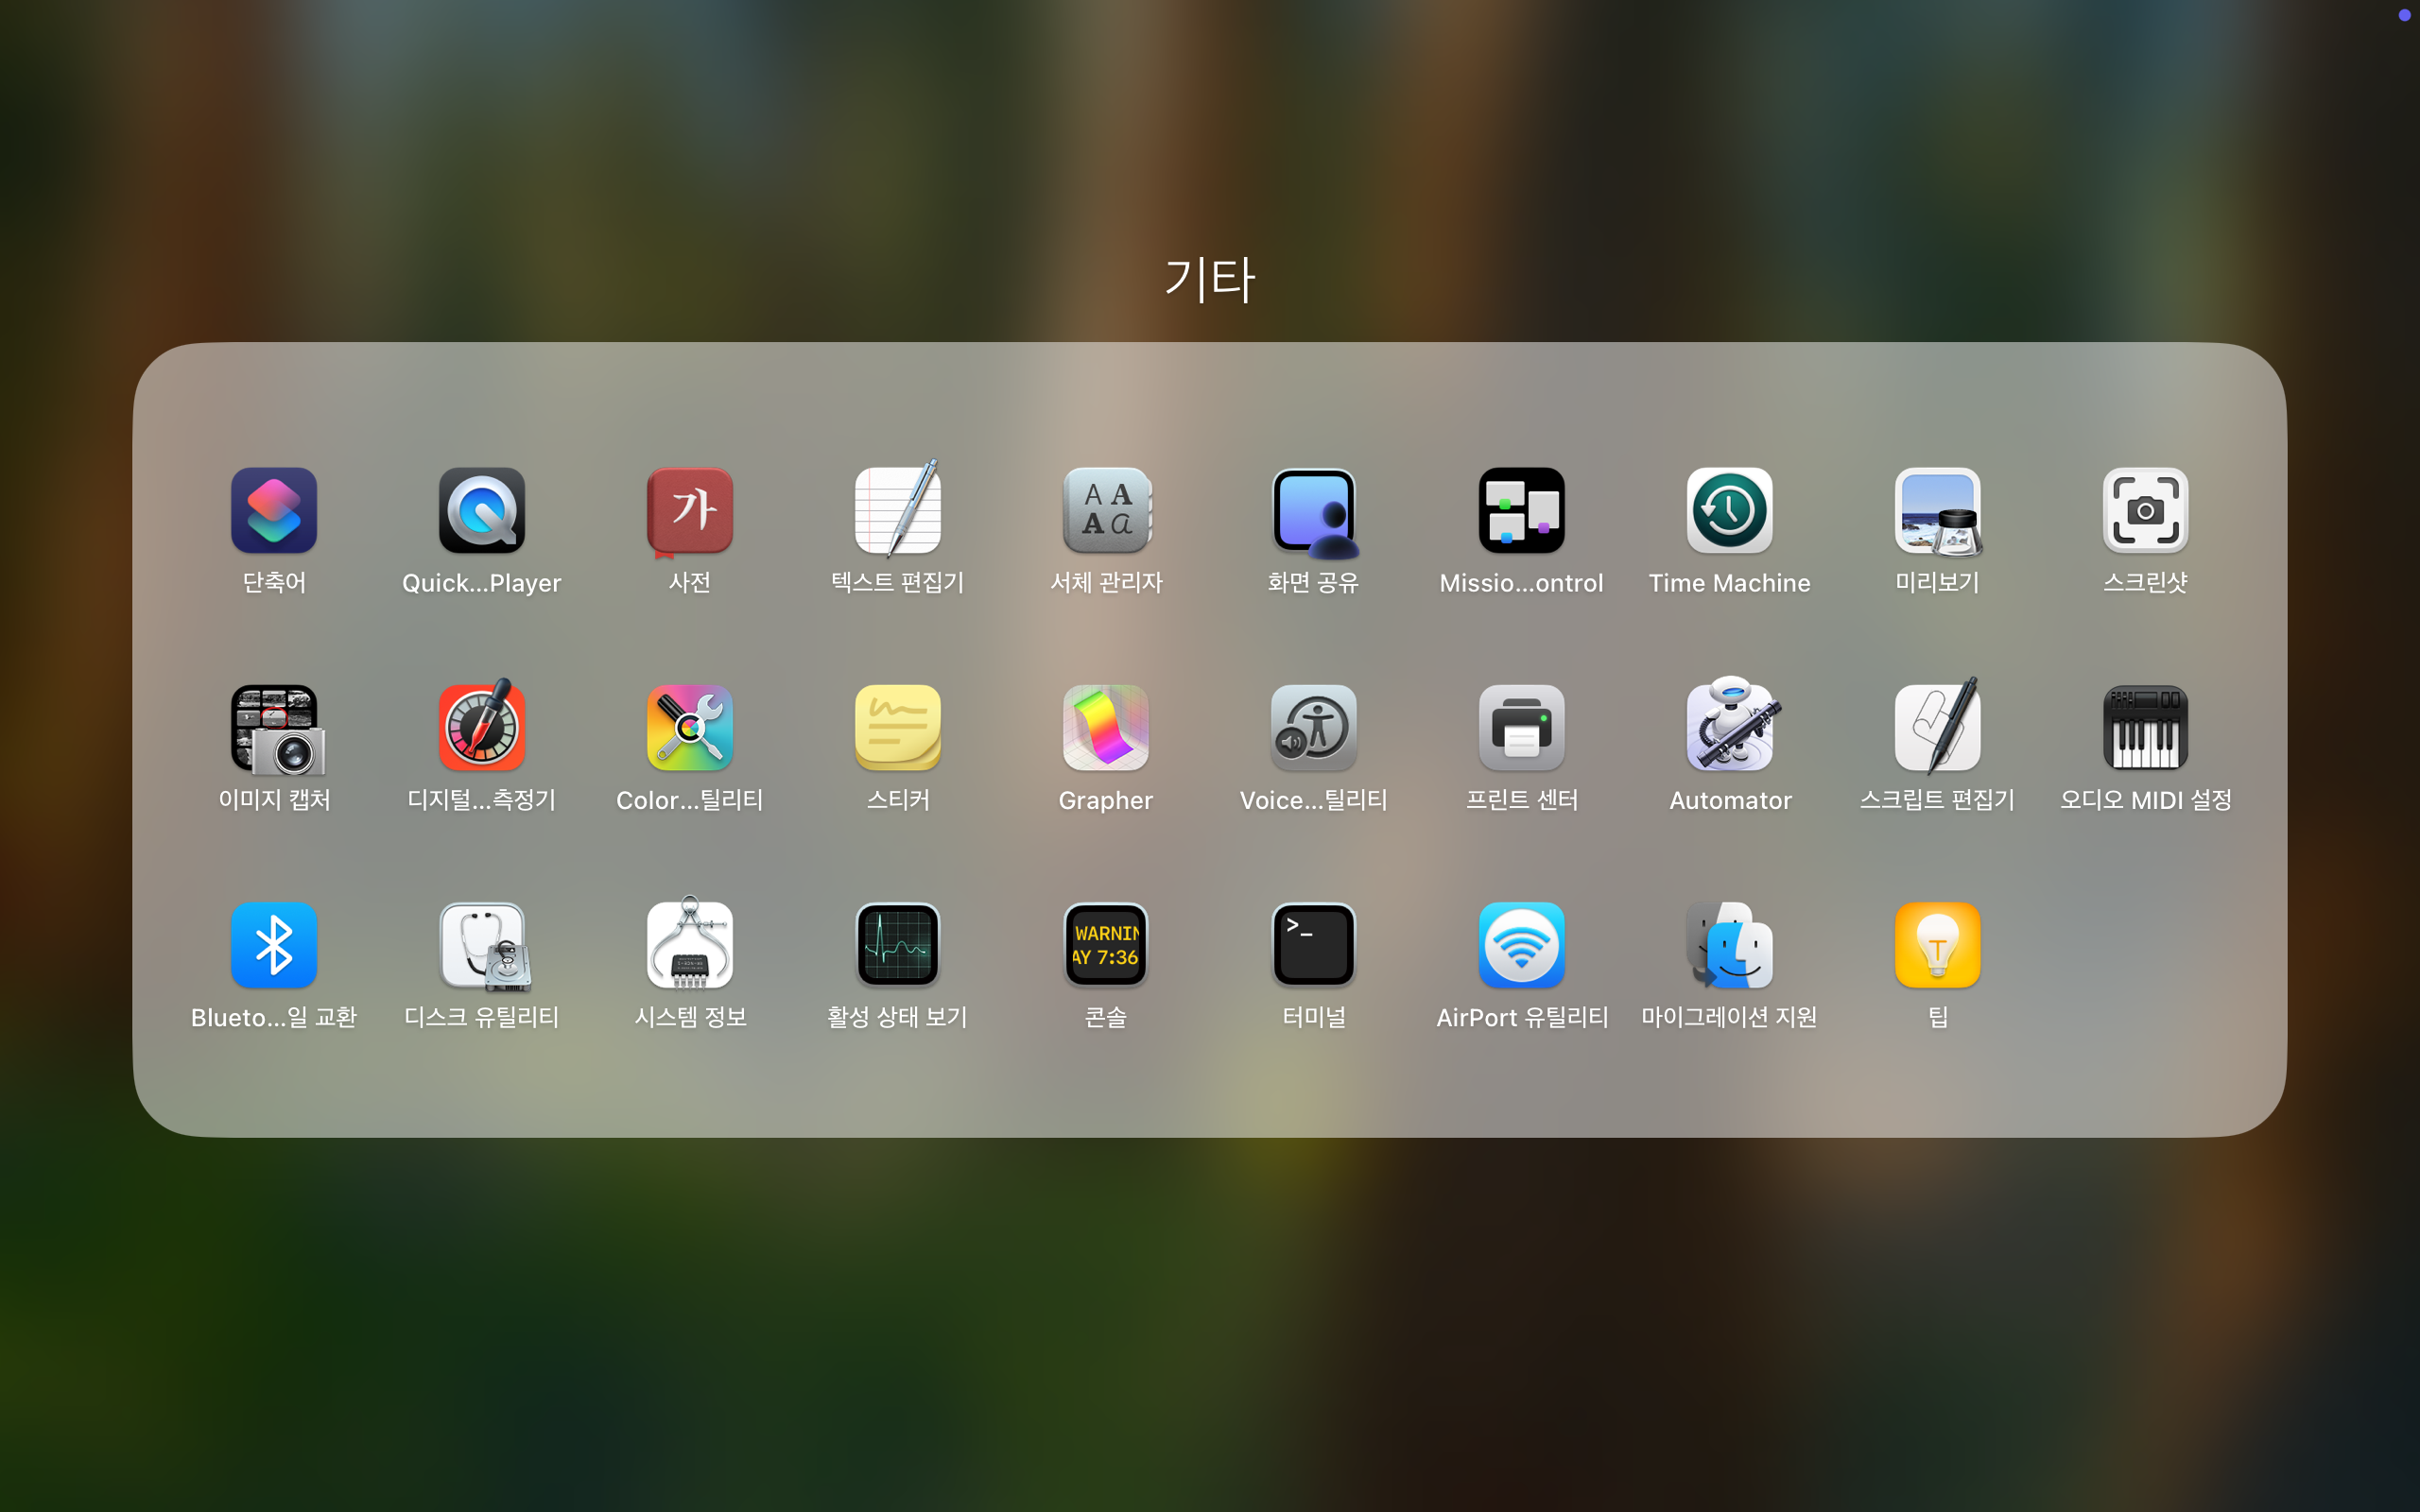 기타
단축어
Quick...Player
사전
텍스트 편집기
서체 관리자
화면 공유
Missio...ontrol
Time Machine
미리보기
스크린샷
이미지 캡처
디지털...측정기
Color...틸리티
스티커
Grapher
Voice...틸리티
프린트 센터
Automator
스크립트 편집기
오디오 MIDI 설정
Blueto...일 교환
디스크 유틸리티
시스템 정보
활성 상태 보기
콘솔
터미널
AirPort 유틸리티
마이그레이션 지원
팁
가
A A
A a
WARNIN
AY 7:36
>_
T